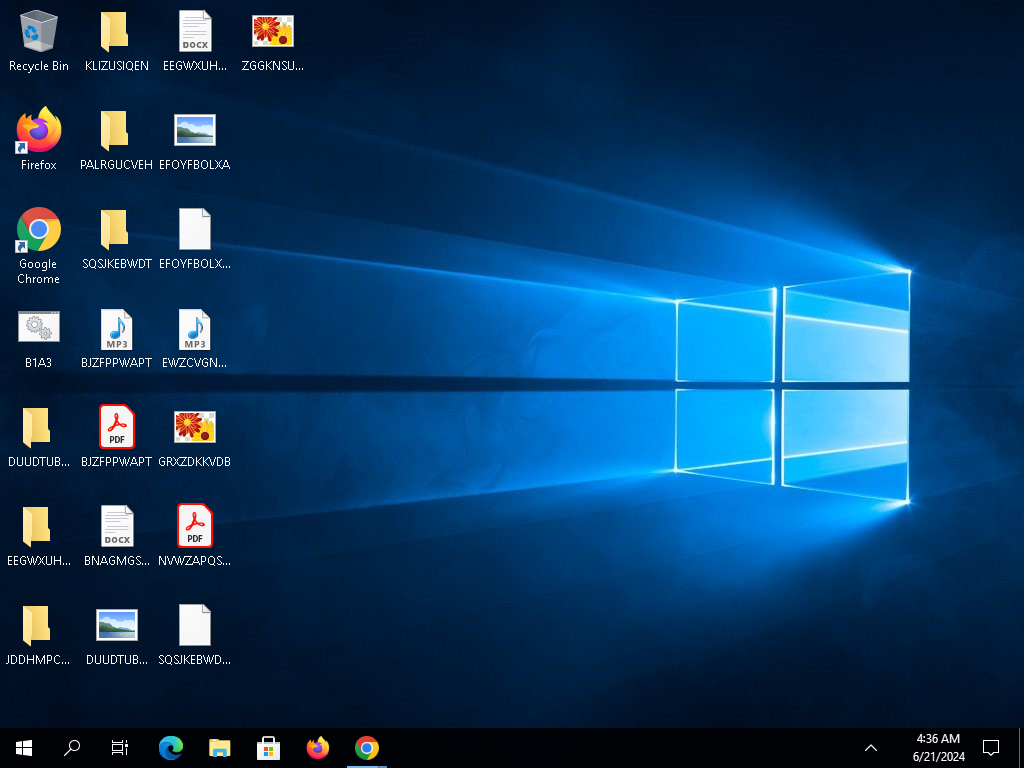 Recycle Bin
KLIZUSIQEN
EEGWXUH...
ZGGKNSU...
Firefox
PALRGUCVEH
EFOYFBOLXA
Google
Chrome
SQSJKEBWDT
EFOYFBOLX...
B1A3
MP3
BJZFPPWAPT
MP3
EWZCVGN...
DUUDTUB...
PDF
BJZFPPWAPT
GRXZDKKVDB
EEGWXUH...
DOCX
BNAGMGS...
PDF
NVWZAPQS...
JDDHMPC...
DUUDTUB...
SQSJKEBWD...
DOCX
4:36 AM
6/21/2024